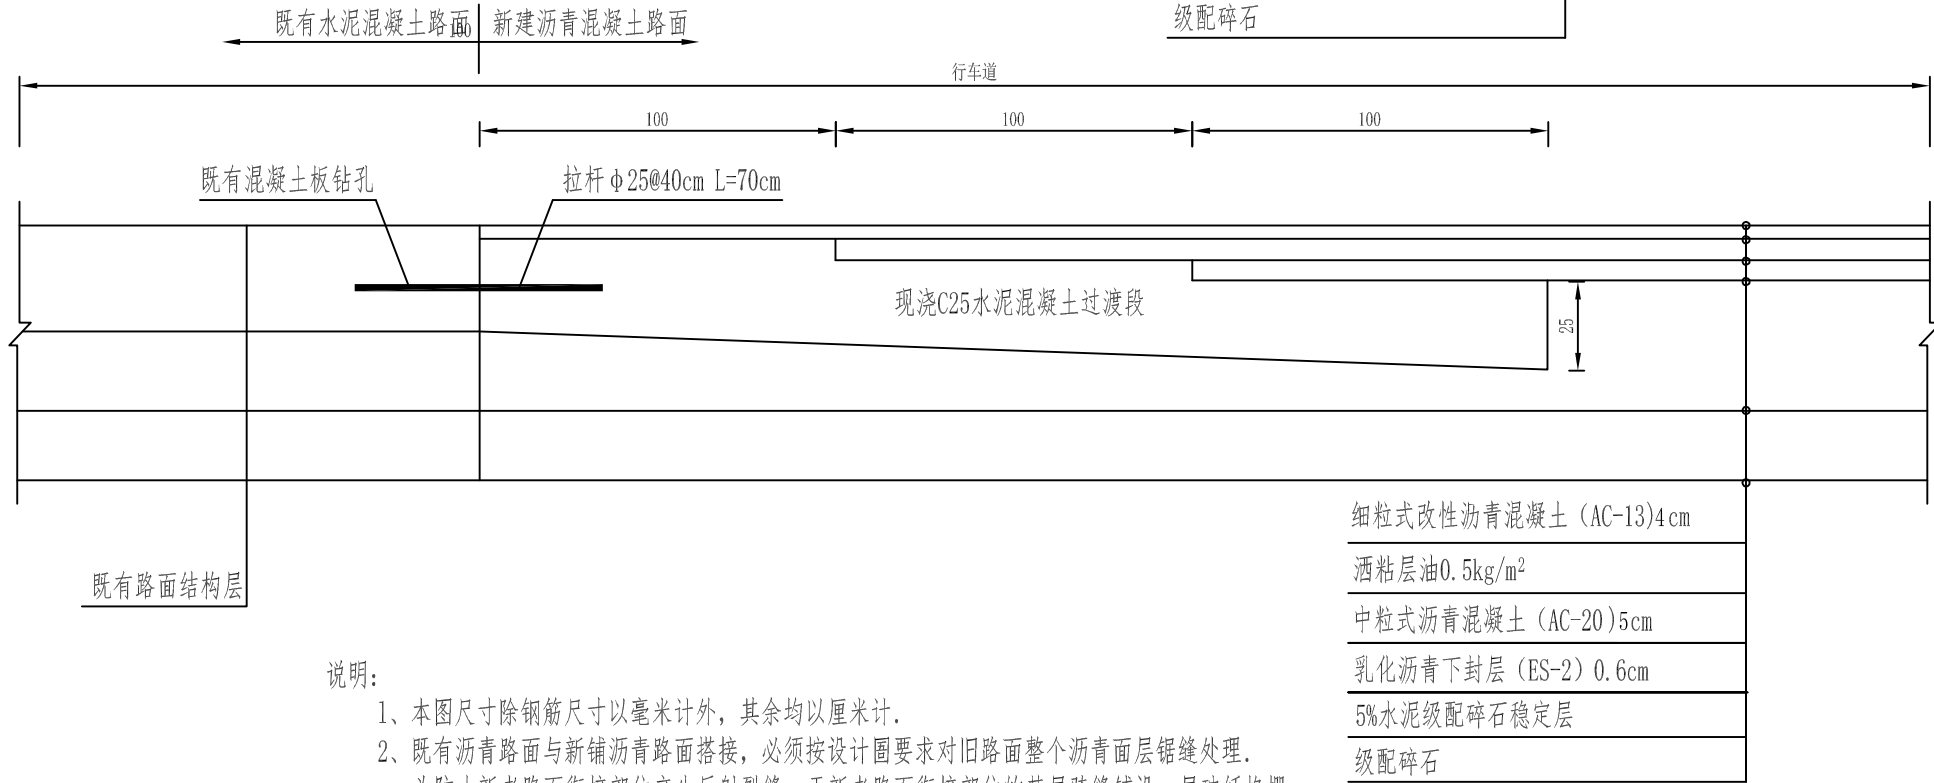 既有水泥混凝土路面
100
新建沥青混凝土路面
级配碎石
行车道
100
100
100
既有混凝土板钻孔
拉杆ф25@40cm L=70cm
现浇C25水泥混凝土过渡段
25
细粒式改性沥青混凝土（AC-13)4cm
洒粘层油0.5kg/m²
中粒式沥青混凝土（AC-20)5cm
乳化沥青下封层（ES-2）0.6cm
5%水泥级配碎石稳定层
级配碎石
既有路面结构层
说明:
1、本图尺寸除钢筋尺寸以毫米计外，其余均以厘米计.
2、既有沥青路面与新铺沥青路面搭接，必须按设计圄要求对旧路面整个沥青面层锯缝处理.